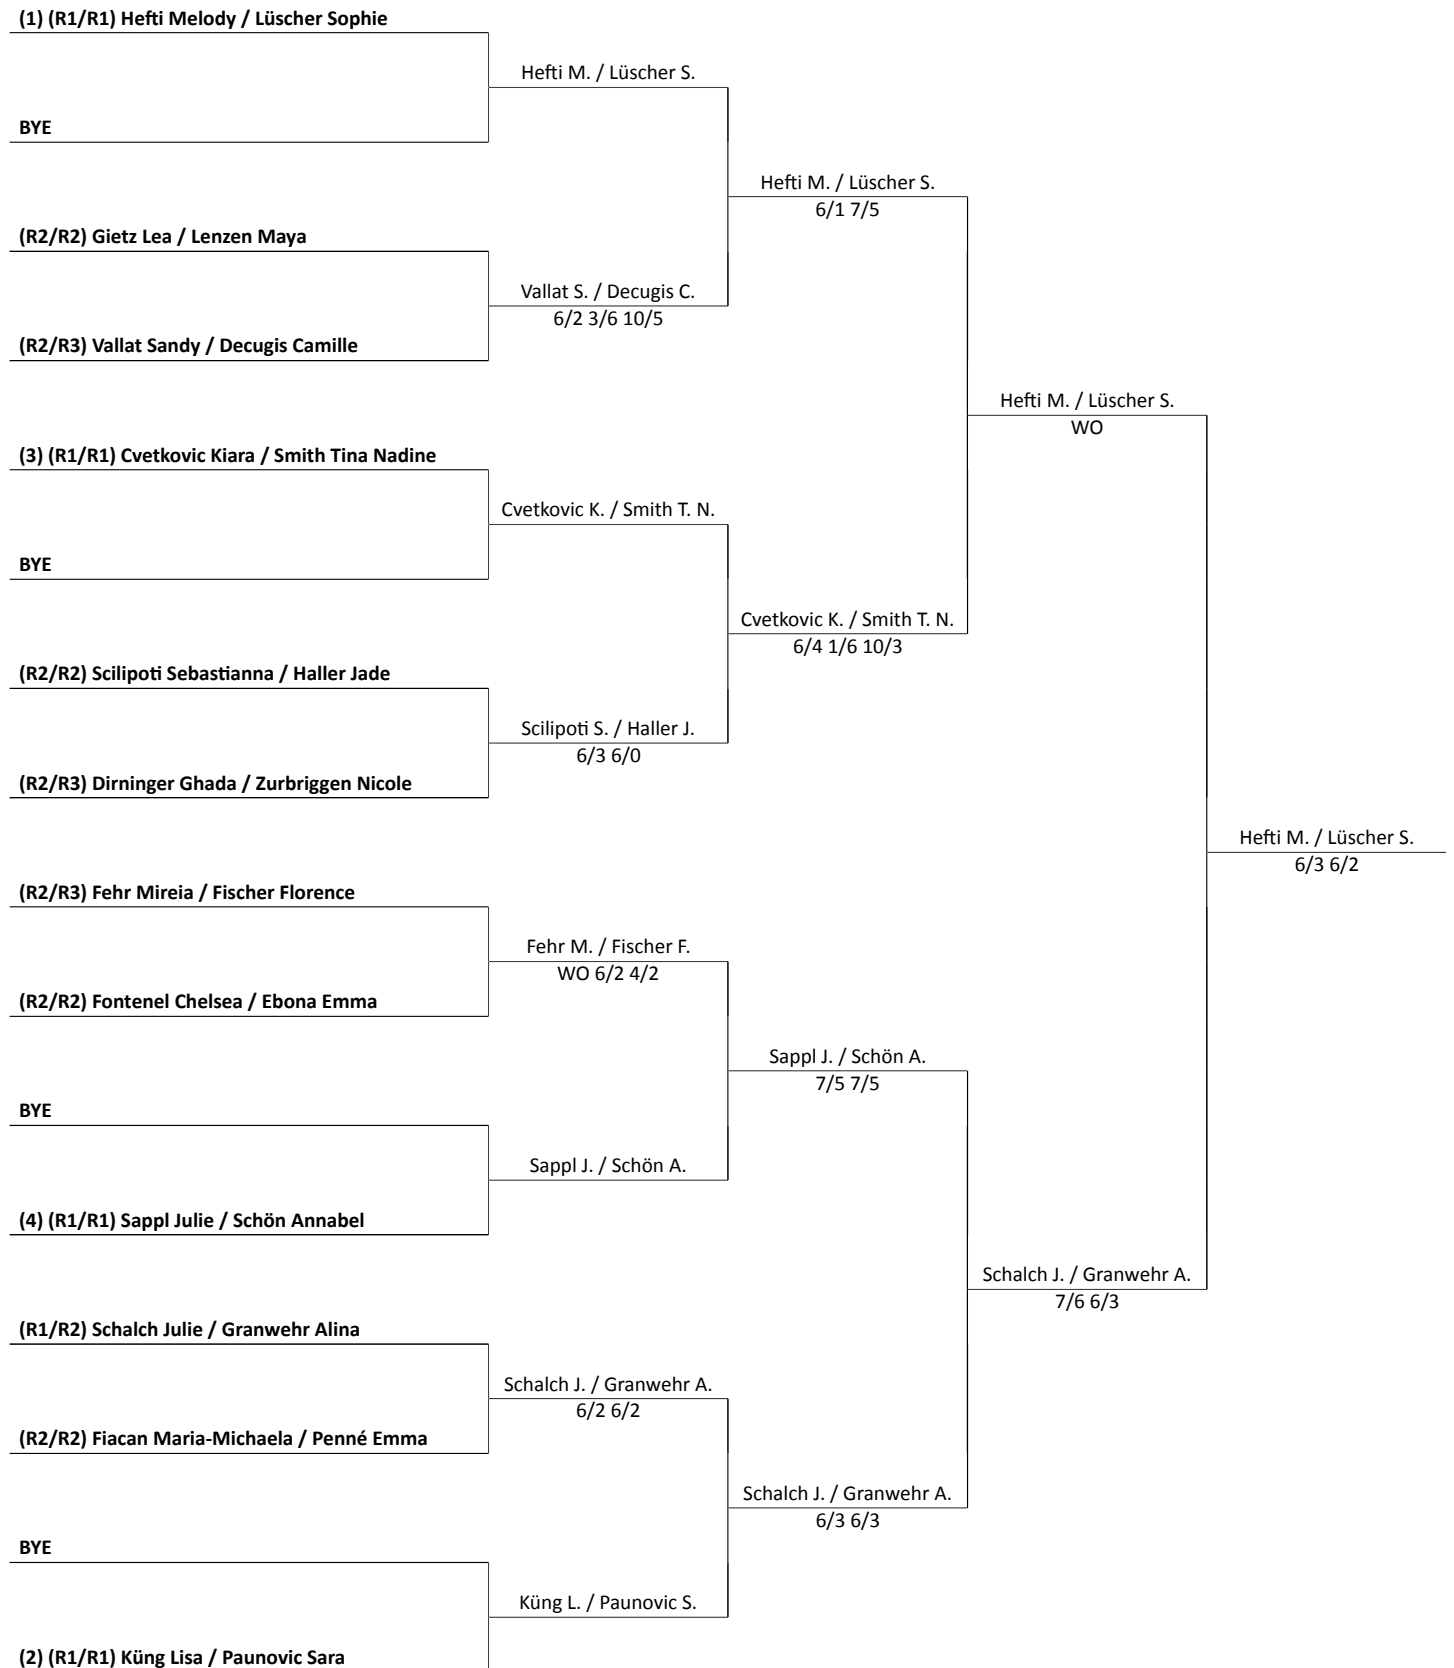 (1) (R1/R1) Hefti Melody / Lüscher Sophie
Hefti M. / Lüscher S.
BYE
Hefti M. / Lüscher S.
6/1 7/5
(R2/R2) Gietz Lea / Lenzen Maya
Vallat S. / Decugis C.
6/2 3/6 10/5
(R2/R3) Vallat Sandy / Decugis Camille
Hefti M. / Lüscher S.
WO
(3) (R1/R1) Cvetkovic Kiara / Smith Tina Nadine
Cvetkovic K. / Smith T. N.
BYE
Cvetkovic K. / Smith T. N.
6/4 1/6 10/3
(R2/R2) Scilipoti Sebastianna / Haller Jade
Scilipoti S. / Haller J.
6/3 6/0
(R2/R3) Dirninger Ghada / Zurbriggen Nicole
Hefti M. / Lüscher S.
6/3 6/2
(R2/R3) Fehr Mireia / Fischer Florence
Fehr M. / Fischer F.
WO 6/2 4/2
(R2/R2) Fontenel Chelsea / Ebona Emma
Sappl J. / Schön A.
7/5 7/5
BYE
Sappl J. / Schön A.
(4) (R1/R1) Sappl Julie / Schön Annabel
Schalch J. / Granwehr A.
7/6 6/3
(R1/R2) Schalch Julie / Granwehr Alina
Schalch J. / Granwehr A.
6/2 6/2
(R2/R2) Fiacan Maria-Michaela / Penné Emma
Schalch J. / Granwehr A.
6/3 6/3
BYE
Küng L. / Paunovic S.
(2) (R1/R1) Küng Lisa / Paunovic Sara